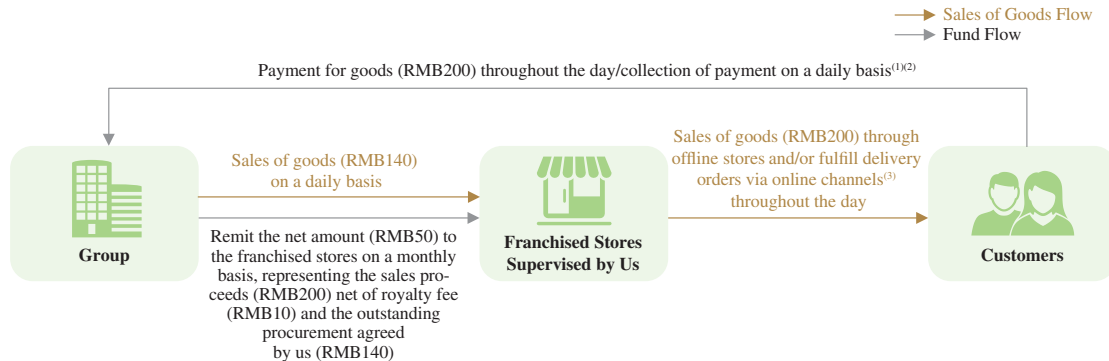 Sales of Goods Flow
Fund Flow
Payment for goods (RMB200) throughout the day/collection of payment on a daily basis(1)(2)
Sales of goods (RMB140)
on a daily basis
Sales of goods (RMB200) through
offline stores and/or fulfill delivery
orders via online channels(3)
throughout the day
Group
Remit the net amount (RMB50) to
the franchised stores on a monthly
basis, representing the sales pro-
ceeds (RMB200) net of royalty fee
(RMB10) and the outstanding
procurement agreed
by us (RMB140)
Franchised Stores
Supervised by Us
Customers